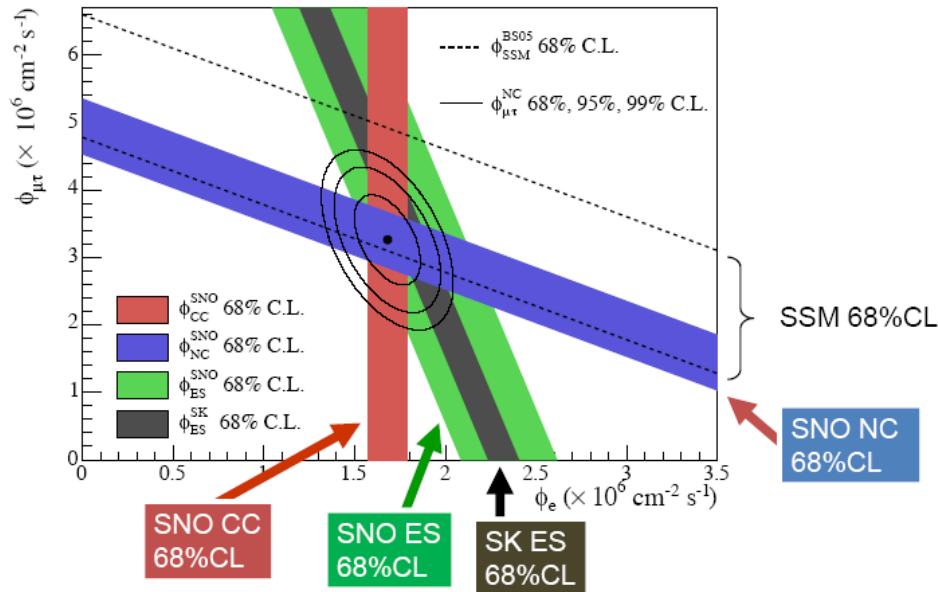 ϕ_SSM^BS05 68% C.L.
ϕ_μτ^NC 68%, 95%, 99% C.L.
ϕ_μτ (× 10^6 cm^-2 s^-1)
6
5
4
3
2
1
0
ϕ_CC^SNO 68% C.L.
ϕ_NC^SNO 68% C.L.
ϕ_ES^SNO 68% C.L.
ϕ_ES^SK 68% C.L.
SSM 68%CL
0 0.5 1 1.5 2 2.5 3 3.5
ϕ_e (× 10^6 cm^-2 s^-1)
SNO NC
68%CL
SNO CC
68%CL
SNO ES
68%CL
SK ES
68%CL